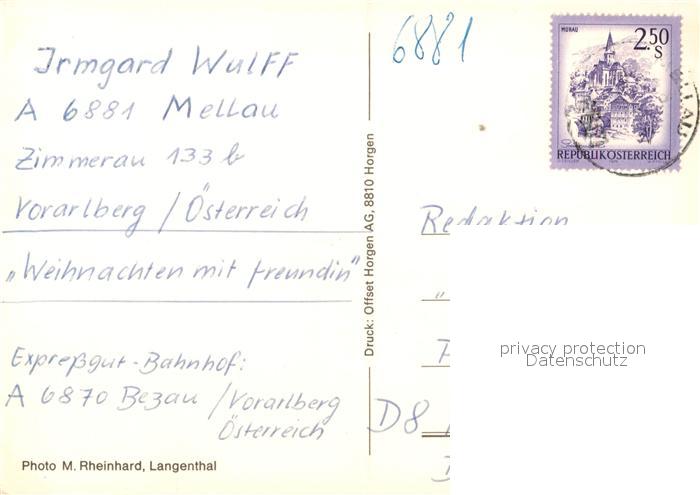 Irmgard Wulff
A 6881 Mellau
Zimmerau 133 b
Vorarlberg / Österreich
„Weihnachten mit Freundin"
Expreßgut-Bahnhof:
A 6870 Bezau / Vorarlberg
Österreich
Photo M. Rheinhard, Langenthal
Druck: Offset Horgen AG, 8810 Horgen
6881
MURAU
2.50
S
REPUBLIK ÖSTERREICH
Redaktion
„
D8
privacy protection
Datenschutz